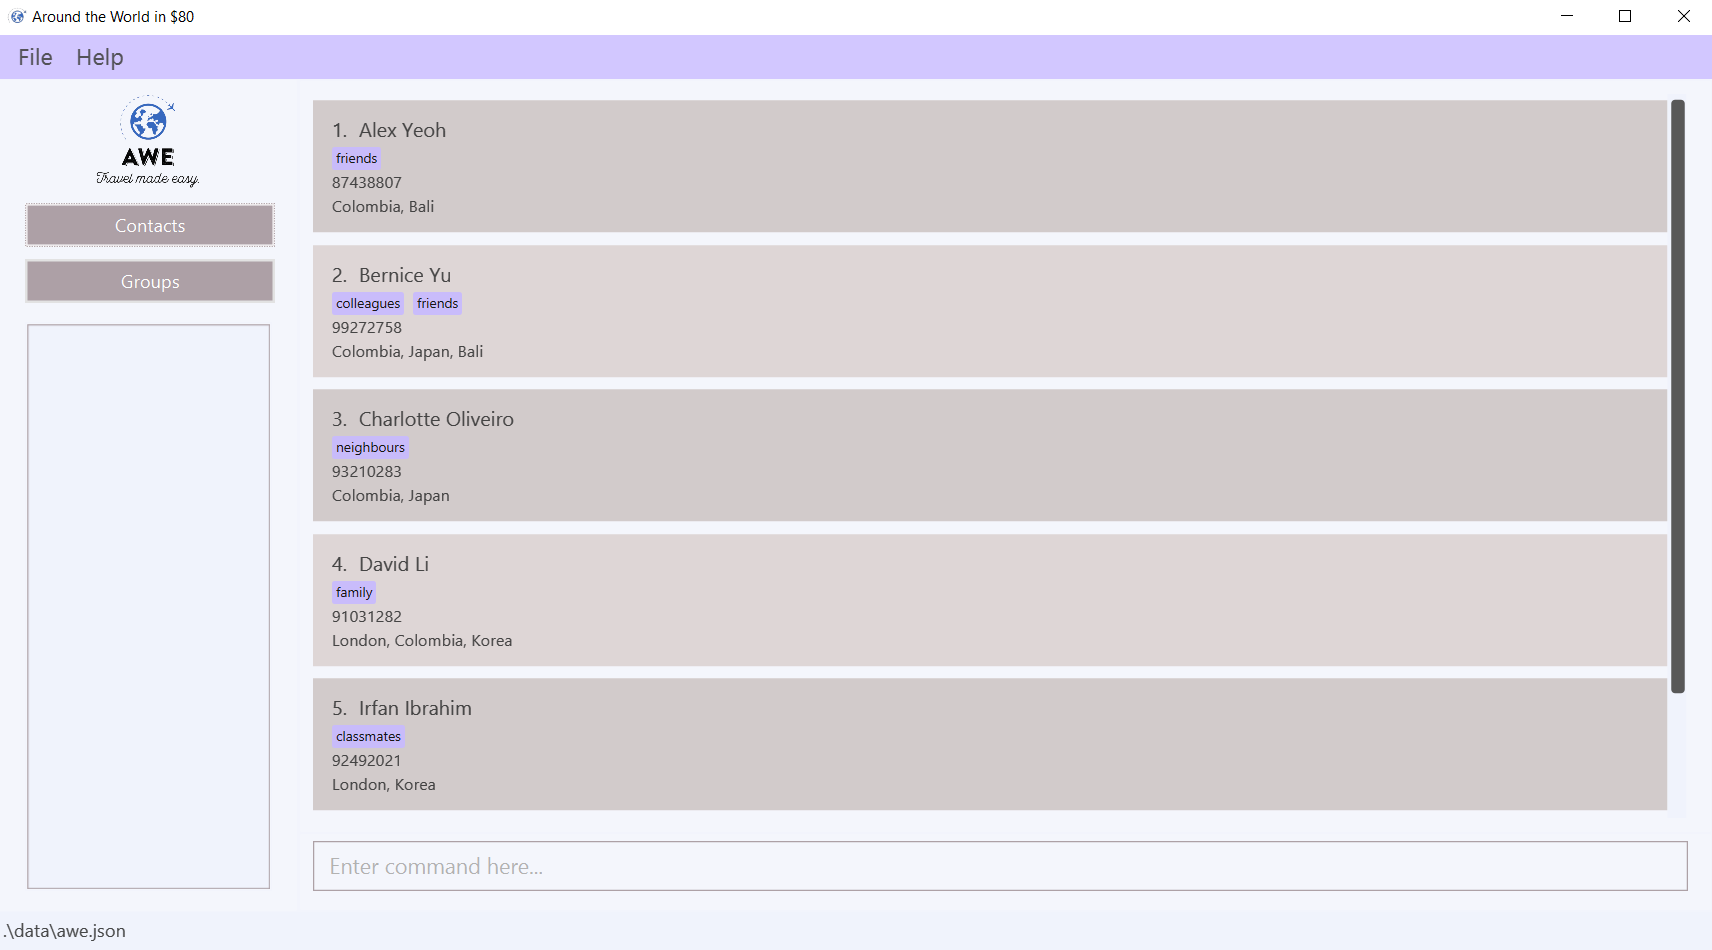 Around the World in $80
File Help
AWE
Travel made easy.
Contacts
Groups
1. Alex Yeoh
friends
87438807
Colombia, Bali
2. Bernice Yu
colleagues friends
99272758
Colombia, Japan, Bali
3. Charlotte Oliveiro
neighbours
93210283
Colombia, Japan
4. David Li
family
91031282
London, Colombia, Korea
5. Irfan Ibrahim
classmates
92492021
London, Korea
Enter command here...
.\data\awe.json